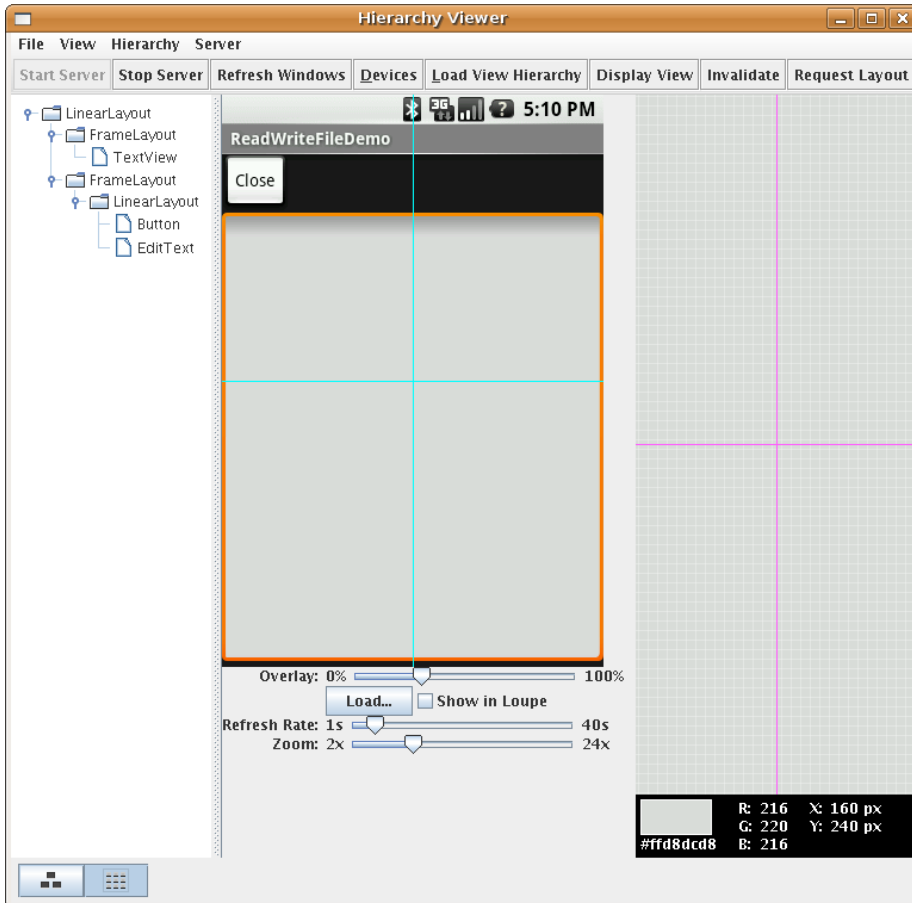 Hierarchy Viewer
File View Hierarchy Server
Start Server Stop Server Refresh Windows Devices Load View Hierarchy Display View Invalidate Request Layout
LinearLayout
FrameLayout
TextView
FrameLayout
LinearLayout
Button
EditText
3G 5:10 PM
ReadWriteFileDemo
Close
Overlay: 0% 100%
Load... Show in Loupe
Refresh Rate: 1s 40s
Zoom: 2x 24x
R: 216 X: 160 px
G: 220 Y: 240 px
#ffd8dcd8 B: 216